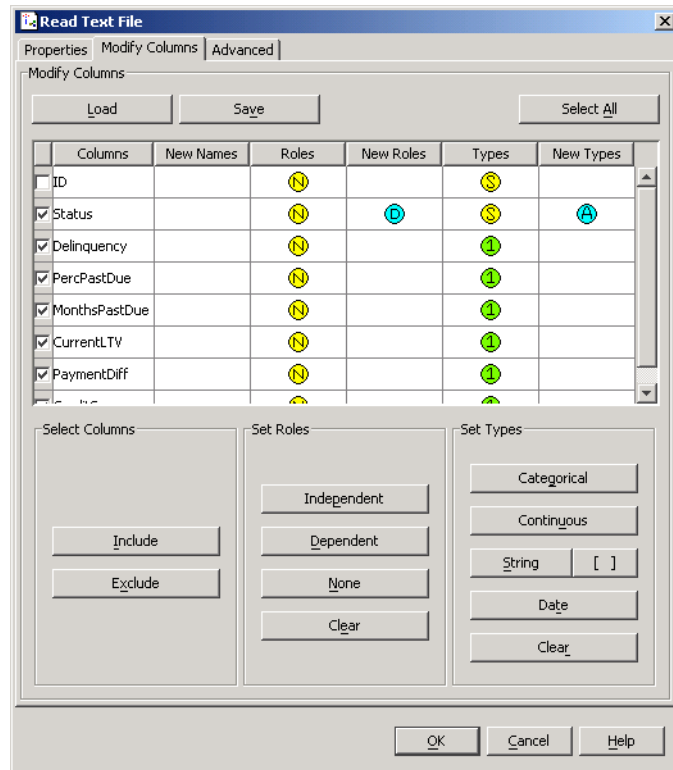 Read Text File
Properties Modify Columns Advanced
Modify Columns
Load Save Select All
Columns New Names Roles New Roles Types New Types
ID N S
Status N D S A
Delinquency N 1
PercPastDue N 1
MonthsPastDue N 1
CurrentLTV N 1
PaymentDiff N 1
Select Columns Set Roles Set Types
Categorical
Independent
Continuous
Include Dependent
String [ ]
Exclude None
Date
Clear
Clear
OK Cancel Help